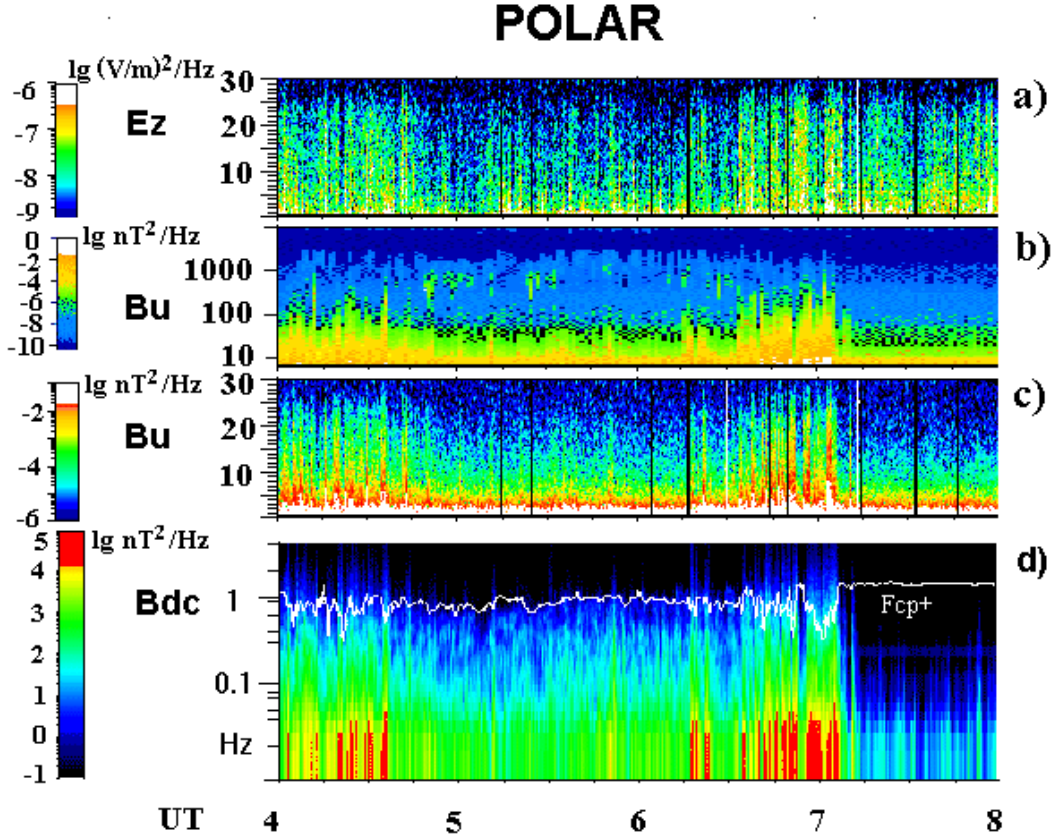 POLAR
lg (V/m)²/Hz
-6
-7
-8
-9
Ez
30
20
10
a)
lg nT²/Hz
0
-2
-4
-6
-8
-10
Bu
1000
100
10
b)
lg nT²/Hz
-2
-4
-6
Bu
30
20
10
c)
lg nT²/Hz
5
4
3
2
1
0
-1
Bdc
1
0.1
Hz
Fcp+
d)
UT 4 5 6 7 8